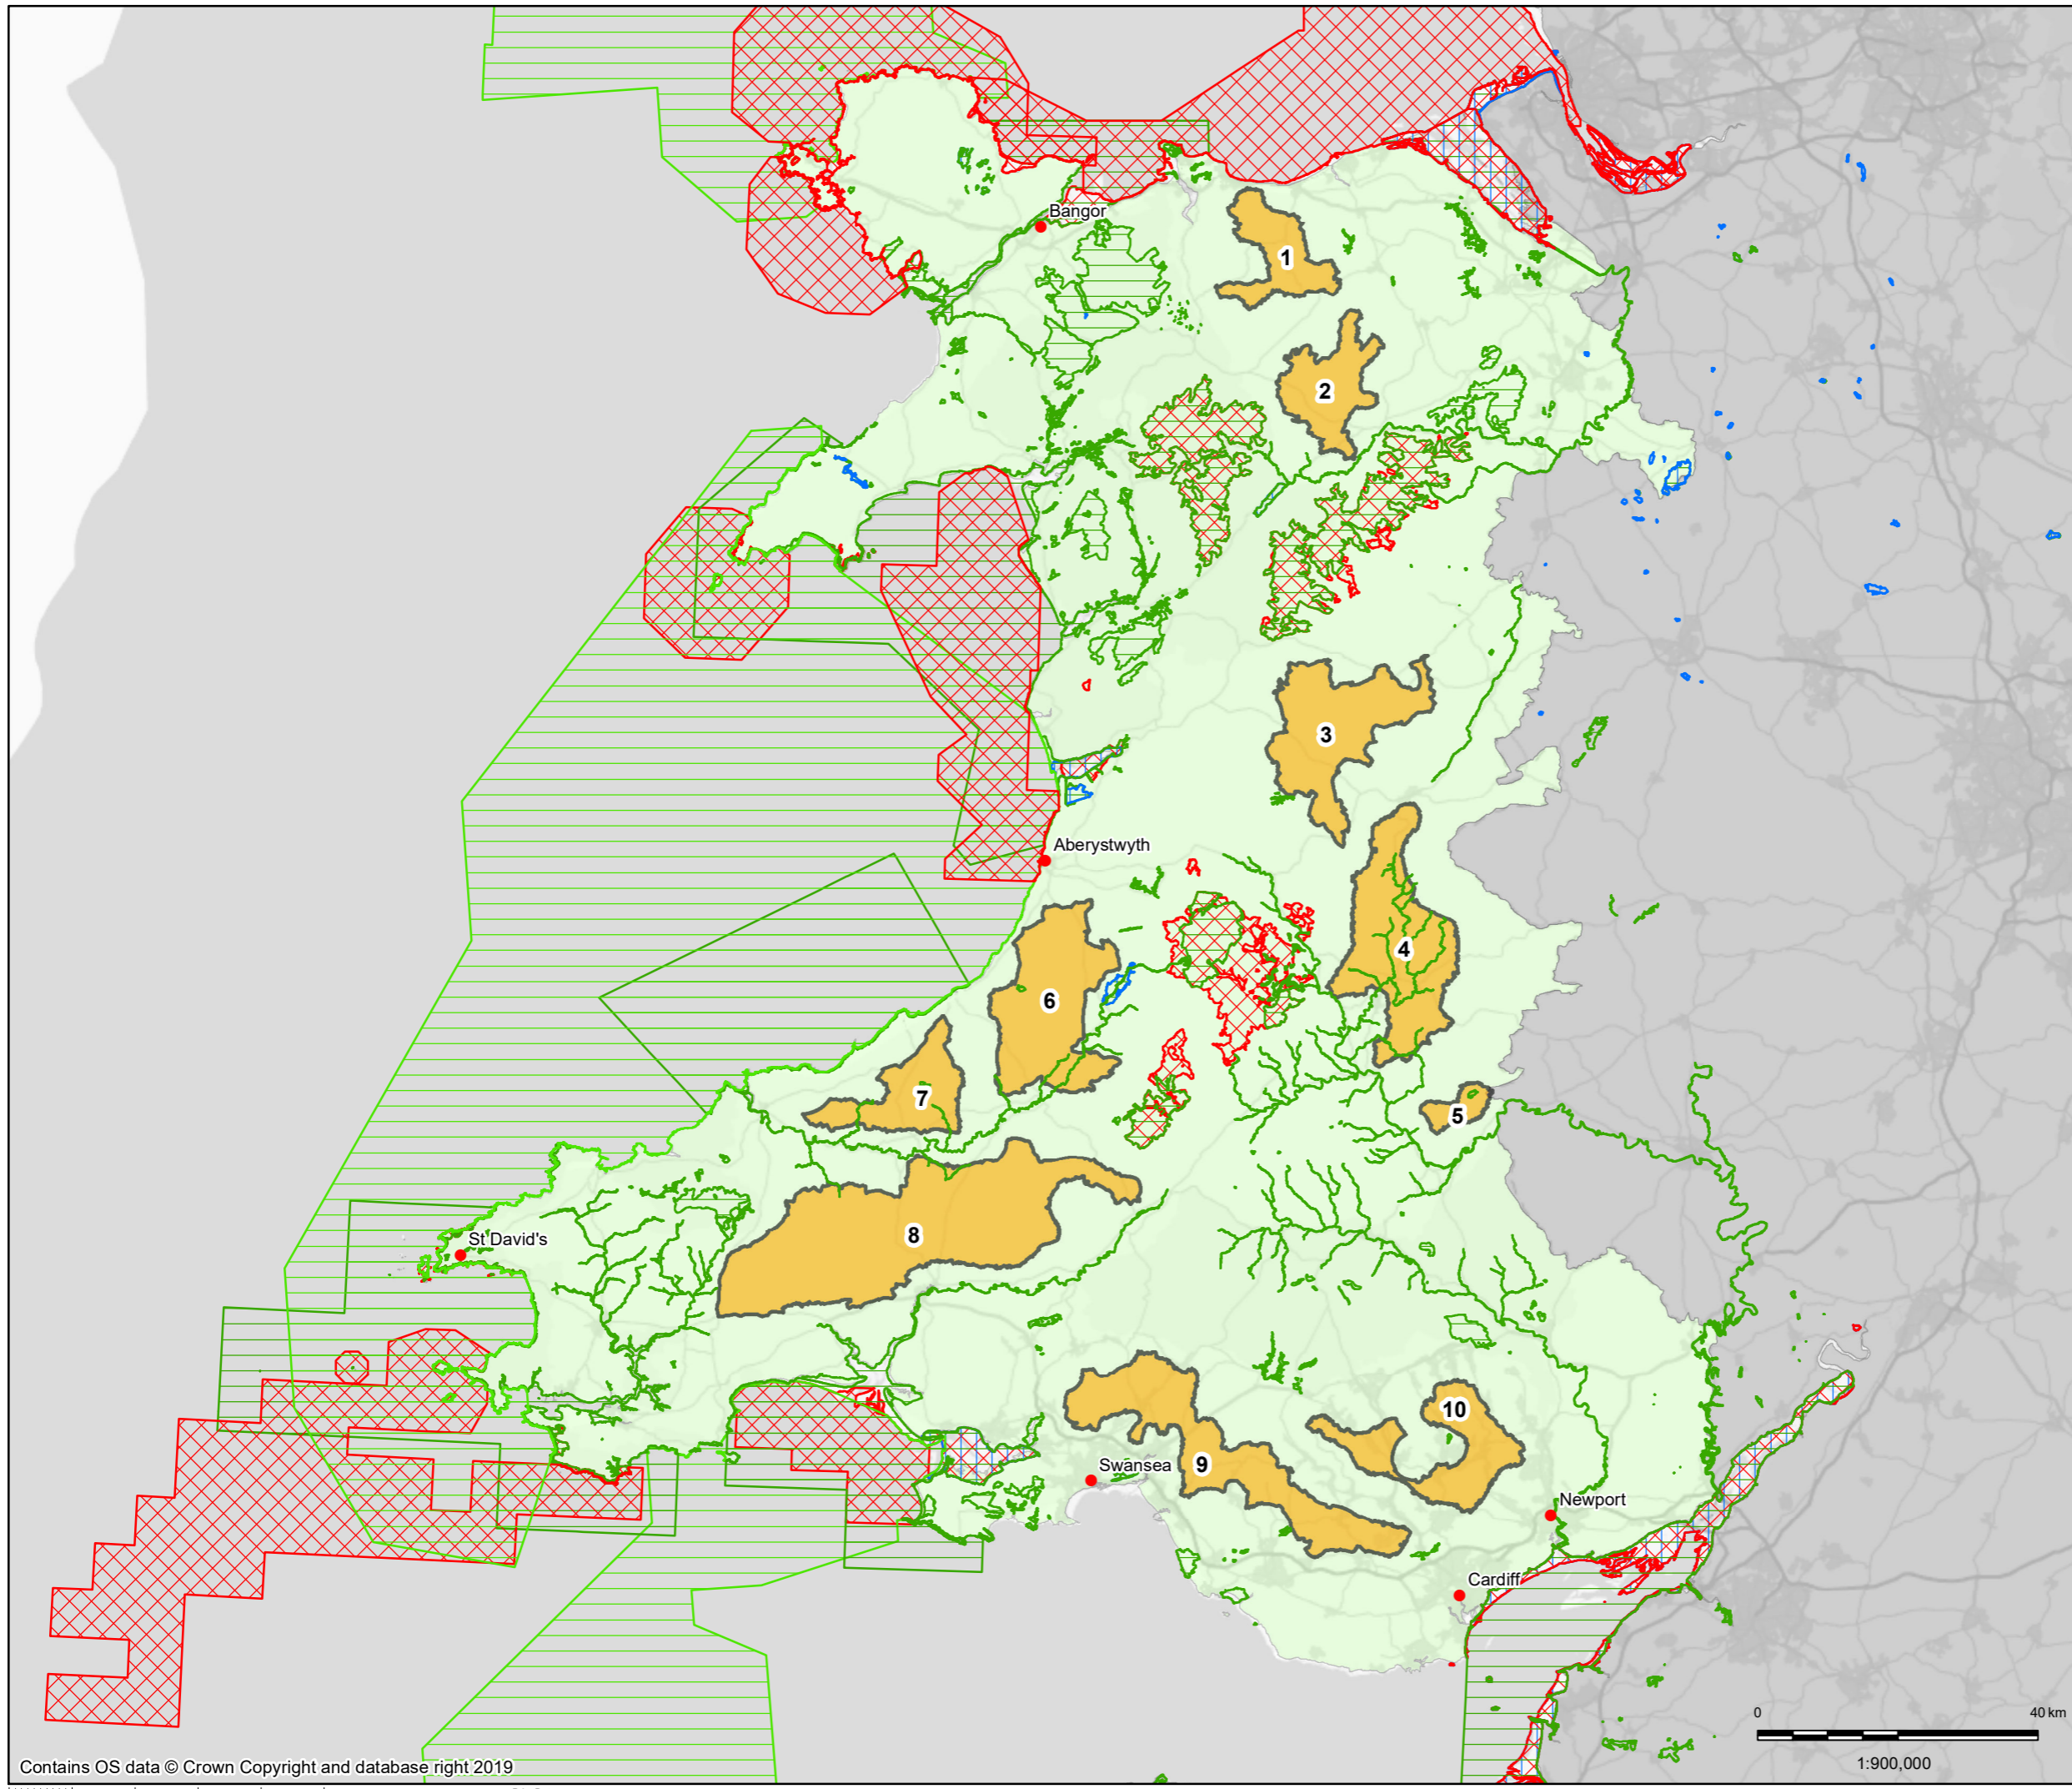 Bangor
1
2
3
Aberystwyth
4
6
7
5
8
St David's
10
9
Swansea
Newport
Cardiff
0 40 km
1:900,000
Contains OS data © Crown Copyright and database right 2019